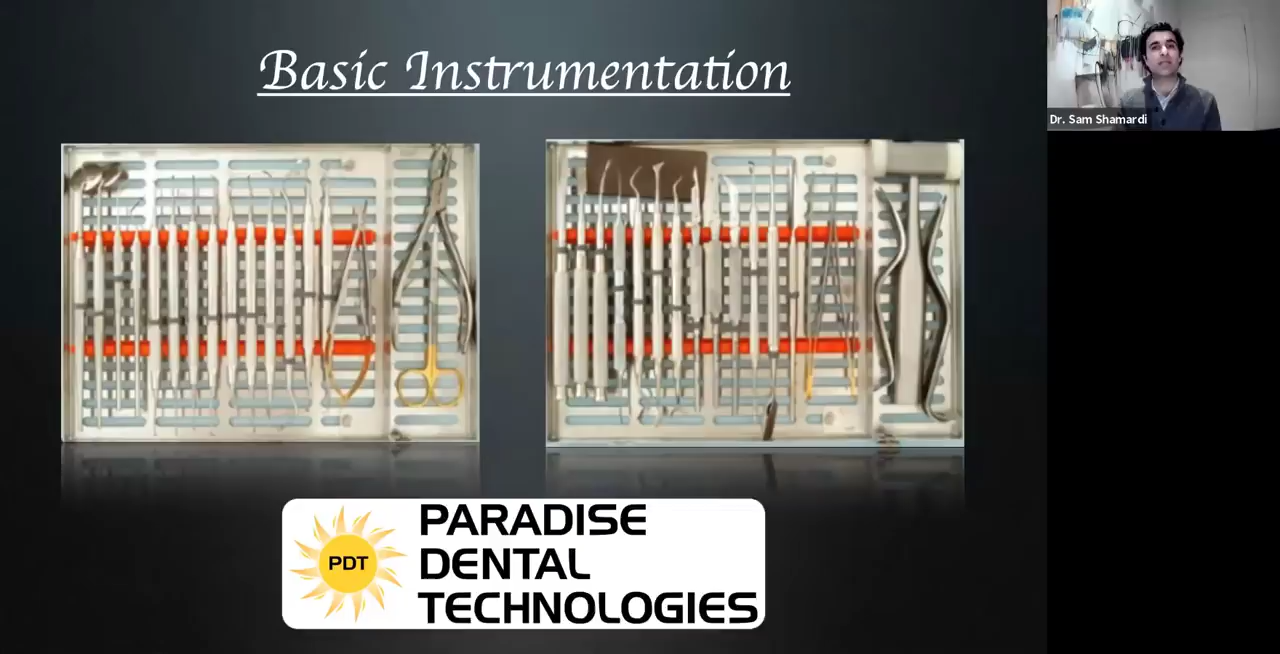 Basic Instrumentation
Dr. Sam Shamardi
PDT
PARADISE
DENTAL
TECHNOLOGIES